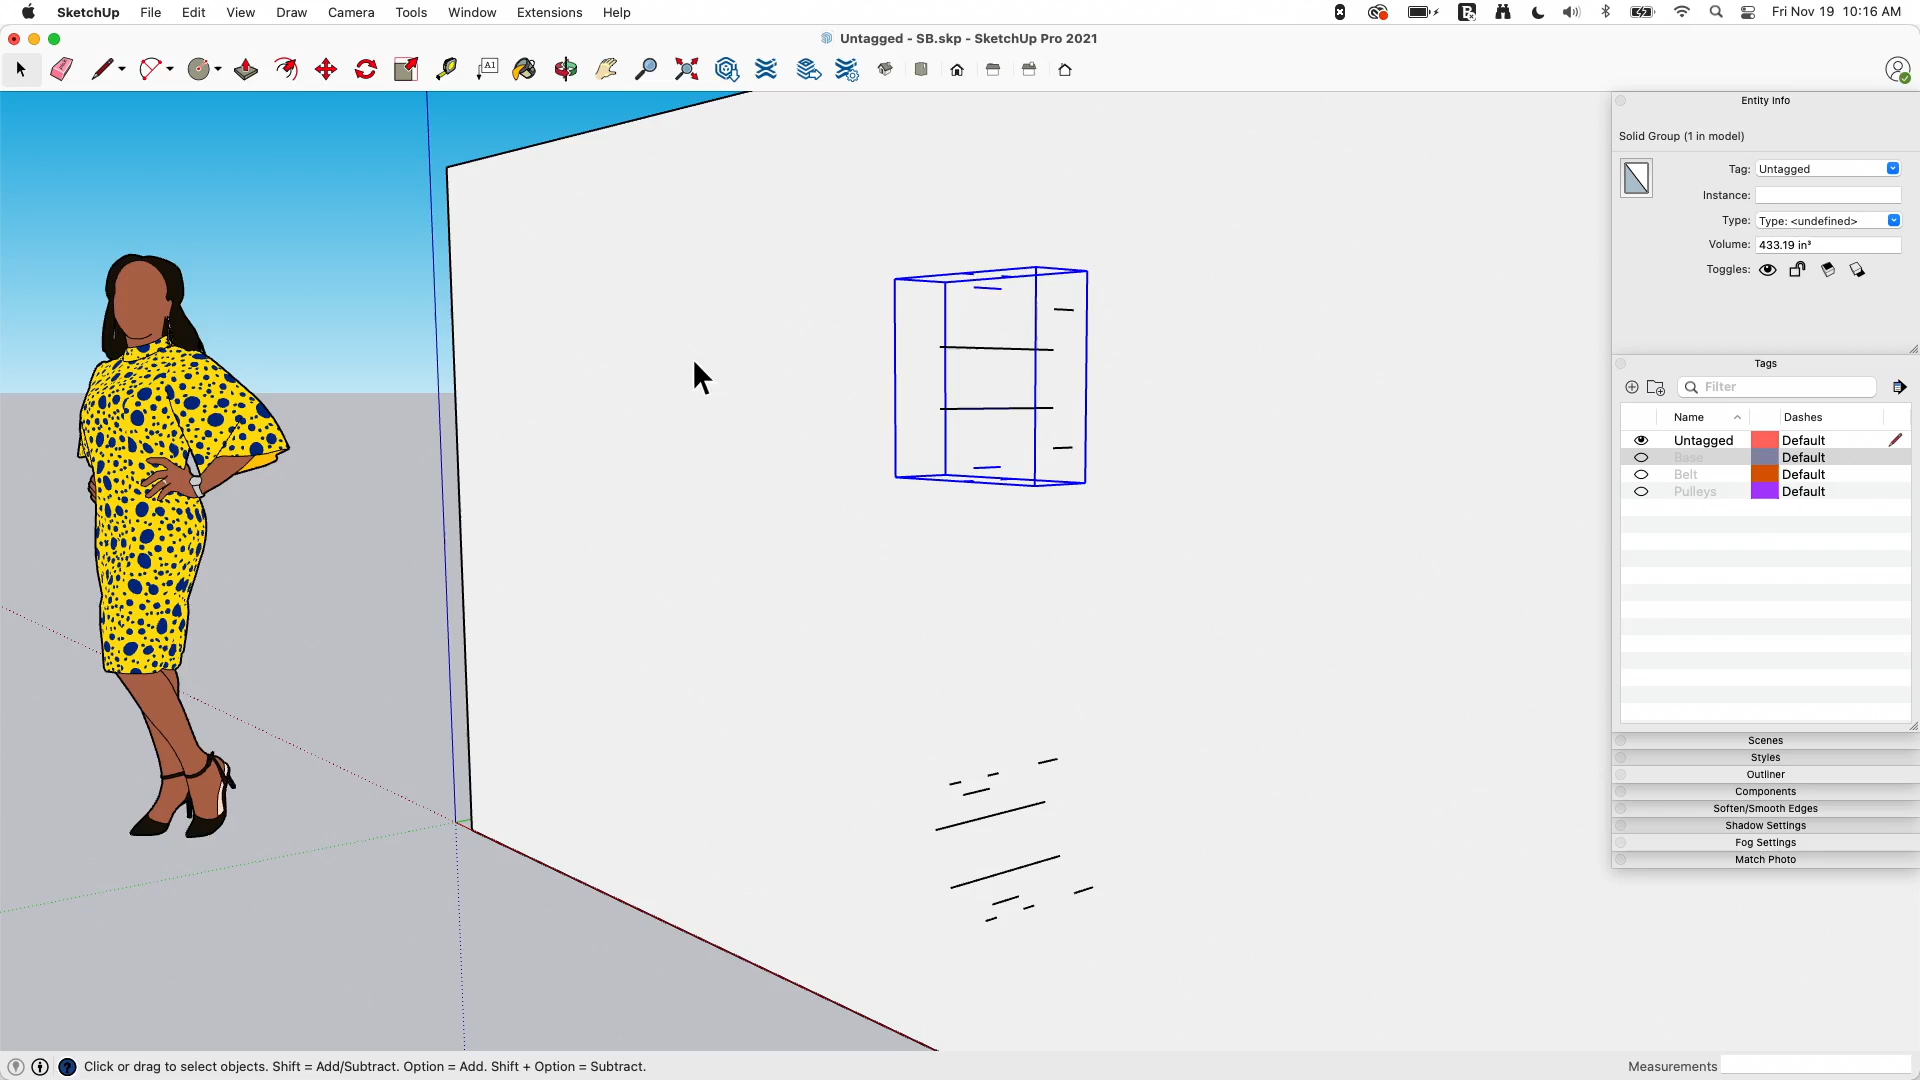 SketchUp File Edit View Draw Camera Tools Window Extensions Help Fri Nov 19 10:16 AM
Untagged - SB.skp - SketchUp Pro 2021
A1
Entity Info
Solid Group (1 in model)
Tag: Untagged
Instance:
Type: Type: <undefined>
Volume: 433.19 in³
Toggles:
Tags
Filter
Name Dashes
Untagged Default
Base Default
Belt Default
Pulleys Default
Scenes
Styles
Outliner
Components
Soften/Smooth Edges
Shadow Settings
Fog Settings
Match Photo
Click or drag to select objects. Shift = Add/Subtract. Option = Add. Shift + Option = Subtract. Measurements